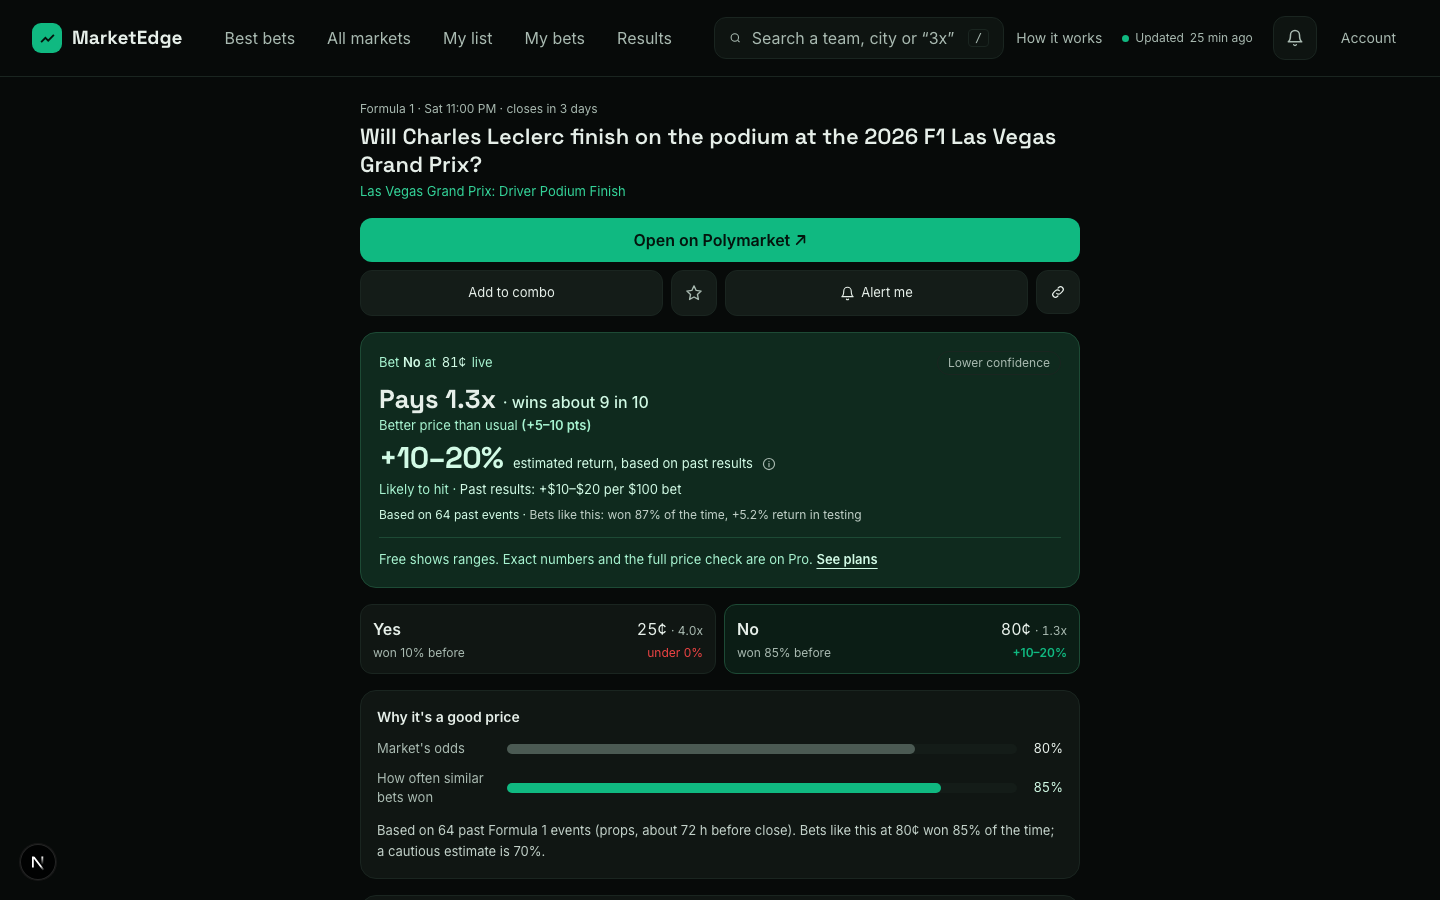 MarketEdge
Best bets
All markets
My list
My bets
Results
Search a team, city or “3x”
/
How it works
Updated 25 min ago
Account
Formula 1 · Sat 11:00 PM · closes in 3 days
Will Charles Leclerc finish on the podium at the 2026 F1 Las Vegas
Grand Prix?
Las Vegas Grand Prix: Driver Podium Finish
Open on Polymarket ↗
Add to combo
Alert me
Bet No at 81¢ live
Lower confidence
Pays 1.3x · wins about 9 in 10
Better price than usual (+5–10 pts)
+10–20% estimated return, based on past results
Likely to hit · Past results: +$10–$20 per $100 bet
Based on 64 past events · Bets like this: won 87% of the time, +5.2% return in testing
Free shows ranges. Exact numbers and the full price check are on Pro. See plans
Yes
25¢ · 4.0x
won 10% before
under 0%
No
80¢ · 1.3x
won 85% before
+10–20%
Why it's a good price
Market's odds
80%
How often similar
bets won
85%
Based on 64 past Formula 1 events (props, about 72 h before close). Bets like this at 80¢ won 85% of the time;
a cautious estimate is 70%.
N